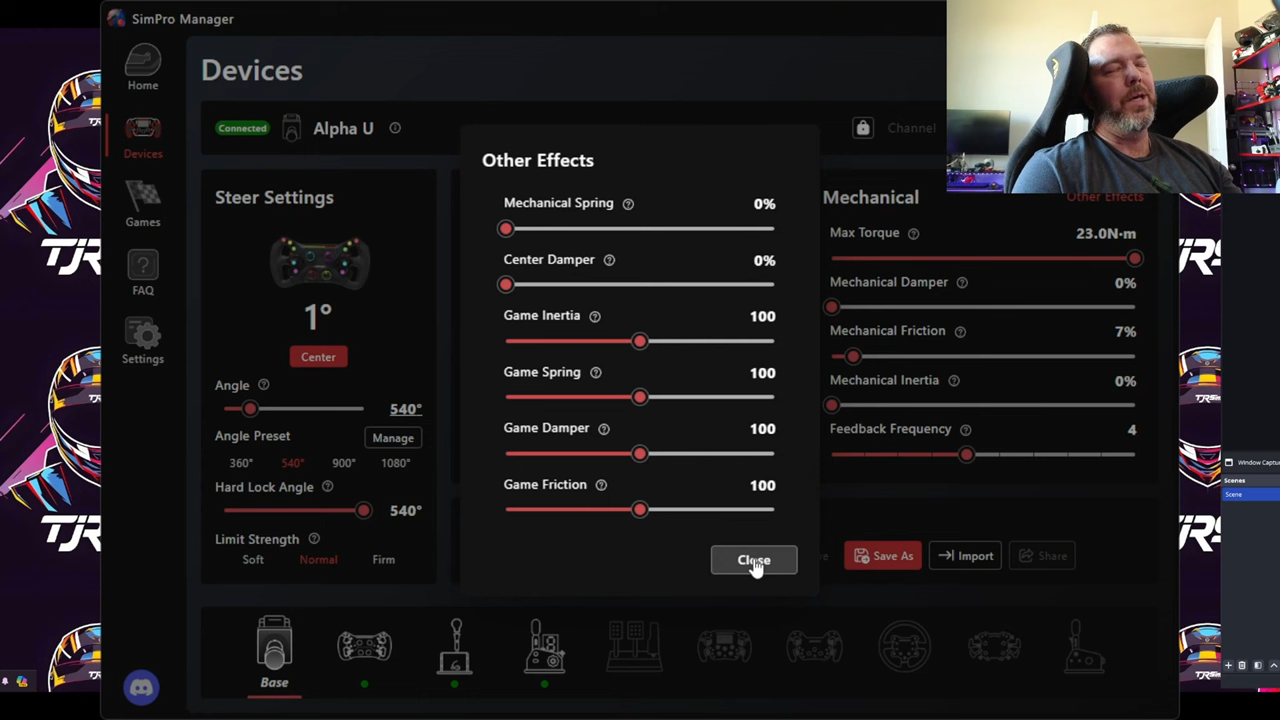 SimPro Manager
Home
Devices
Games
FAQ
Settings
Devices
Connected
Alpha U
Channel
Steer Settings
1°
Center
Angle
540°
Angle Preset
Manage
360°
540°
900°
1080°
Hard Lock Angle
540°
Limit Strength
Soft
Normal
Firm
Other Effects
Mechanical Spring
0%
Center Damper
0%
Game Inertia
100
Game Spring
100
Game Damper
100
Game Friction
100
Close
Mechanical
Other Effects
Max Torque
23.0N·m
Mechanical Damper
0%
Mechanical Friction
7%
Mechanical Inertia
0%
Feedback Frequency
4
Save As
Import
Share
Base
Window Captu
Scenes
Scene